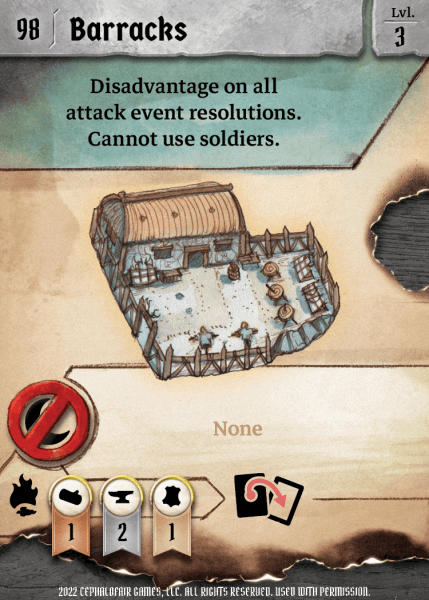 98 Barracks
Lvl.
3
Disadvantage on all
attack event resolutions.
Cannot use soldiers.
None
1 2 1
2022 CEPHALOFAIR GAMES, LLC. ALL RIGHTS RESERVED. USED WITH PERMISSION.